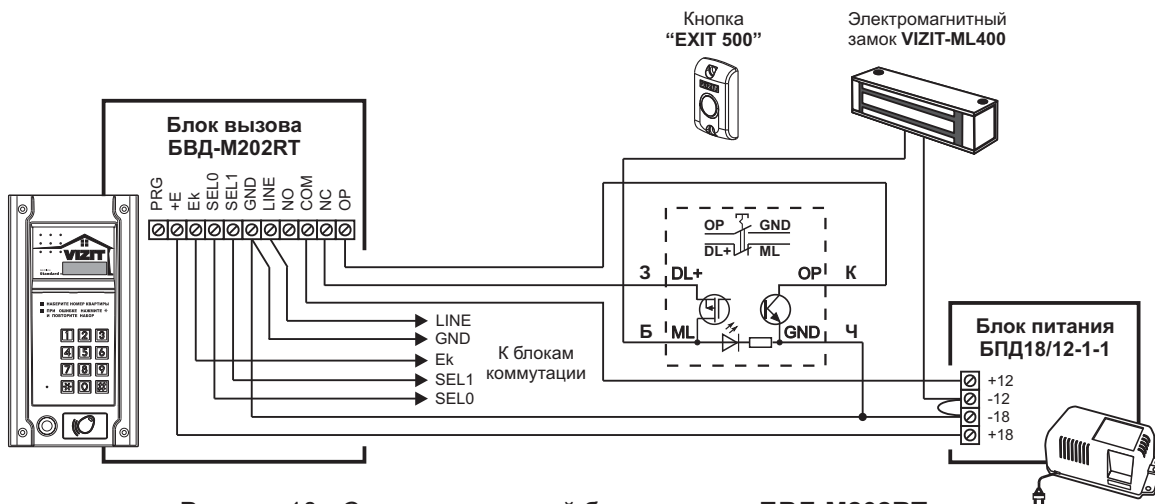 Кнопка
“EXIT 500”
Электромагнитный
замок VIZIT-ML400
Блок вызова
БВД-M202RT
PRG
+E
Ek
SEL0
SEL1
GND
LINE
NO
COM
NC
OP
VIZIT
Standard
НАБЕРИТЕ НОМЕР КВАРТИРЫ
ПРИ ОШИБКЕ НАЖМИТЕ *
И ПОВТОРИТЕ НАБОР
1 2 3
4 5 6
7 8 9
* 0 #
OP GND
DL+ ML
З DL+ OP К
Б ML GND Ч
LINE
GND
Ek
SEL1
SEL0
К блокам
коммутации
Блок питания
БПД18/12-1-1
+12
-12
-18
+18